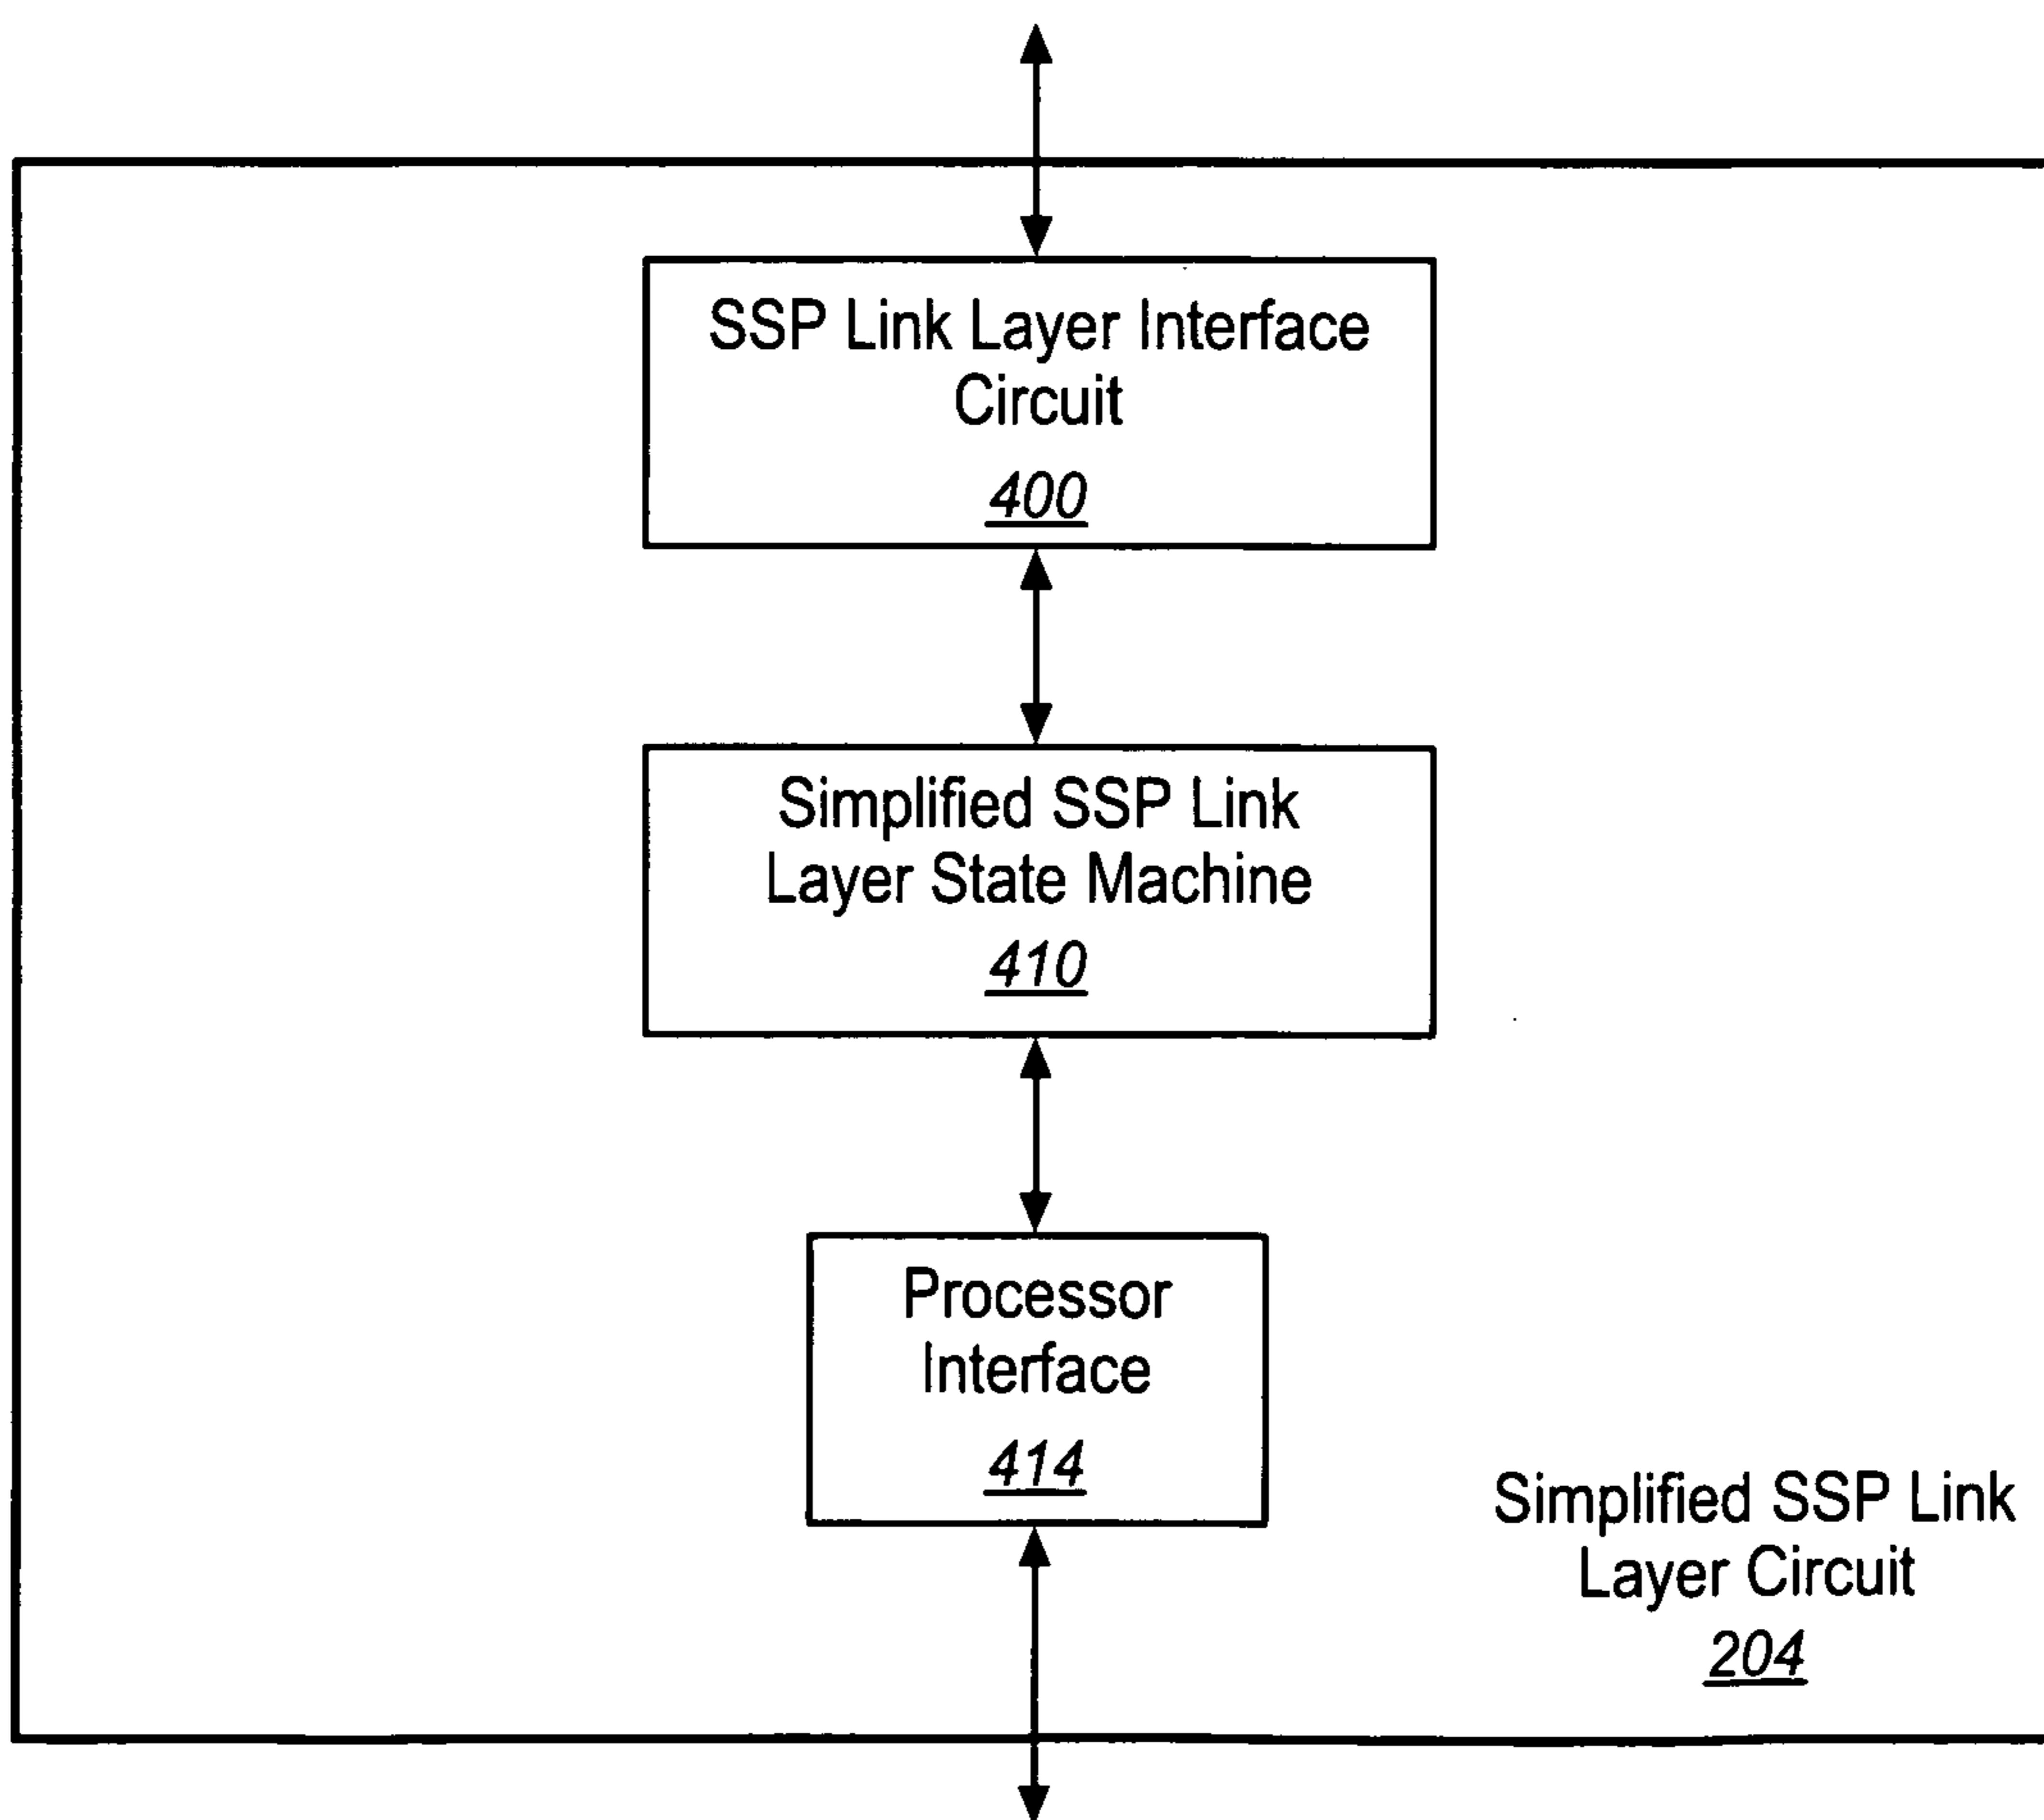 SSP Link Layer Interface
Circuit
400
Simplified SSP Link
Layer State Machine
410
Processor
Interface
414
Simplified SSP Link
Layer Circuit
204